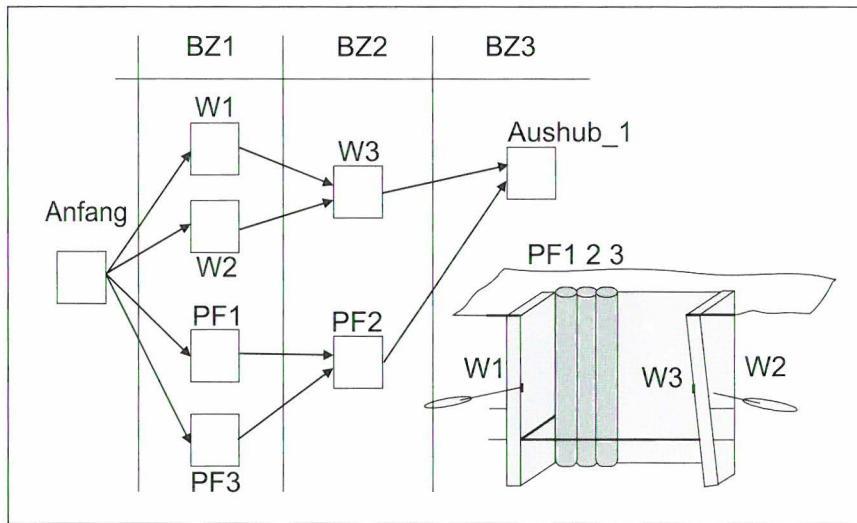 BZ1 BZ2 BZ3
W1
Aushub_1
W3
Anfang
W2
PF1 2 3
PF1
PF2
W1
W3
W2
PF3